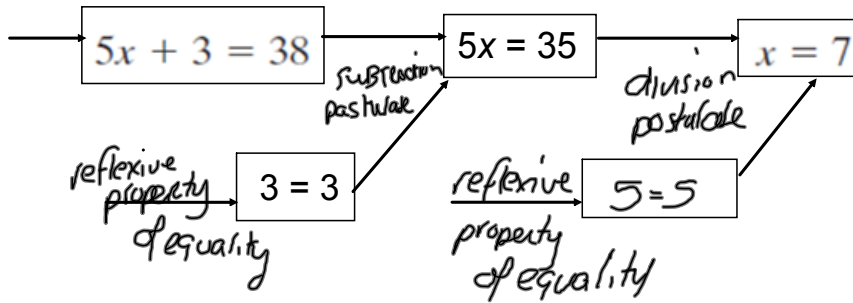 5x + 3 = 38
5x = 35
x = 7
subtraction
postulate
division
postulate
reflexive
property
of equality
3 = 3
reflexive
property
of equality
5=5